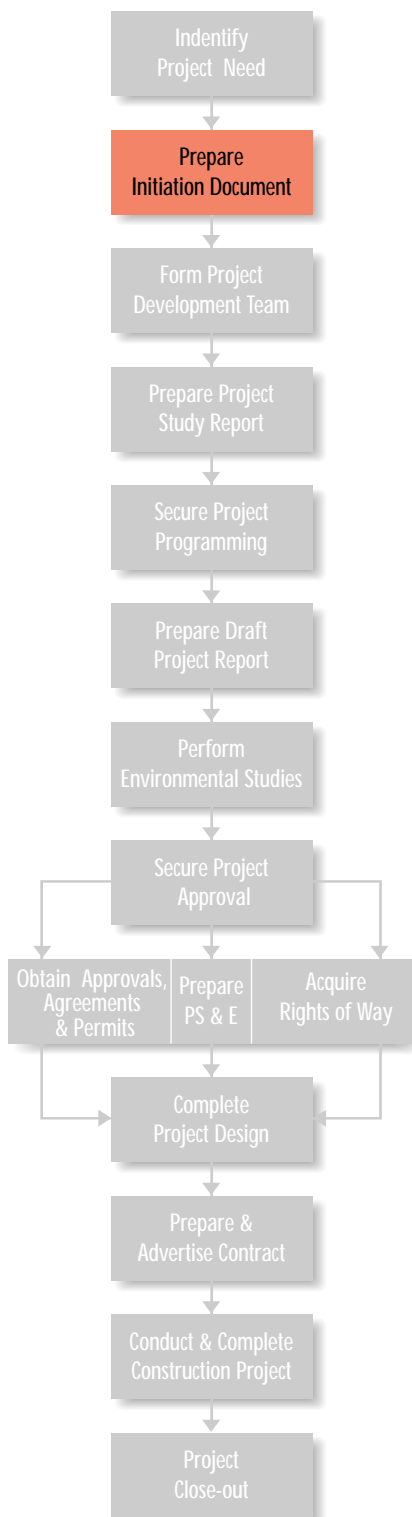 Indentify
Project Need
Prepare
Initiation Document
Form Project
Development Team
Prepare Project
Study Report
Secure Project
Programming
Prepare Draft
Project Report
Perform
Environmental Studies
Secure Project
Approval
Obtain Approvals,
Agreements
& Permits
Prepare
PS & E
Acquire
Rights of Way
Complete
Project Design
Prepare &
Advertise Contract
Conduct & Complete
Construction Project
Project
Close-out